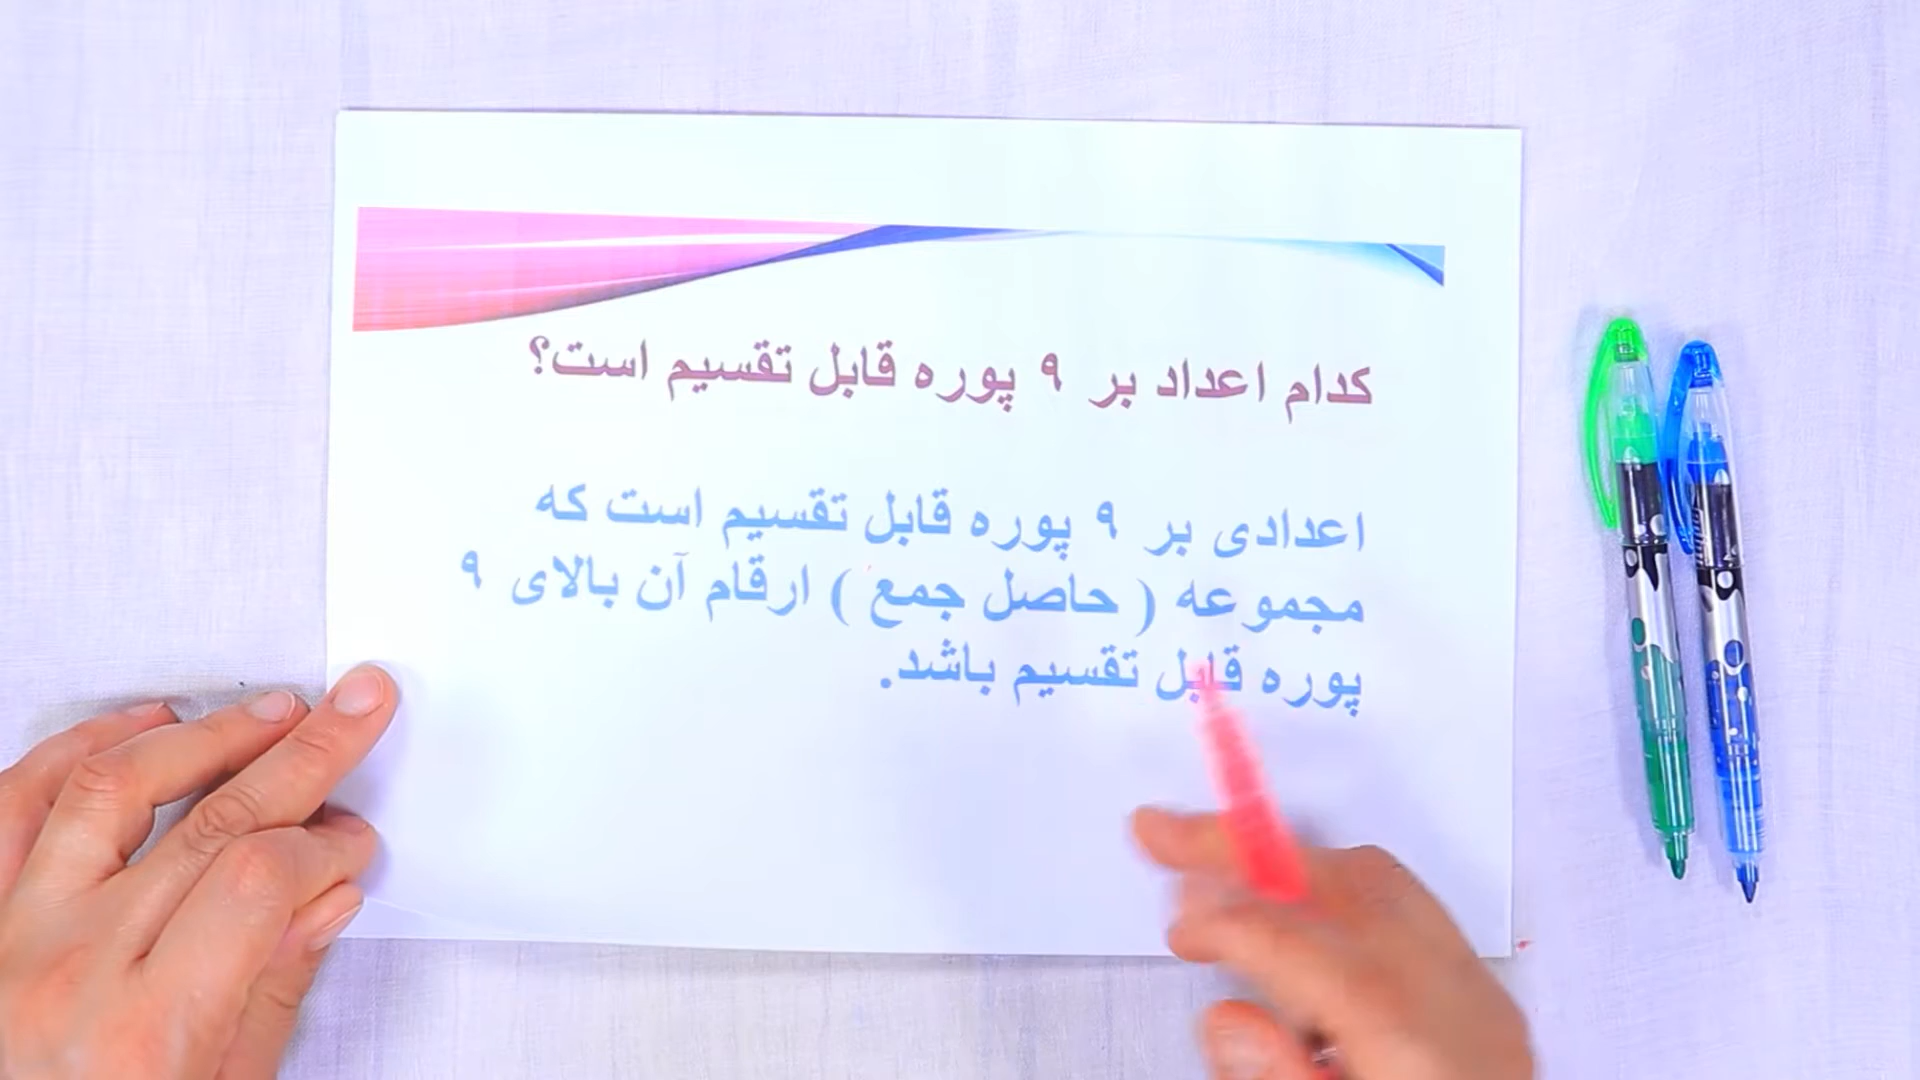 کدام اعداد بر ۹ پوره قابل تقسیم است؟
اعدادی بر ۹ پوره قابل تقسیم است که
مجموعه ( حاصل جمع ) ارقام آن بالای ۹
پوره قابل تقسیم باشد.